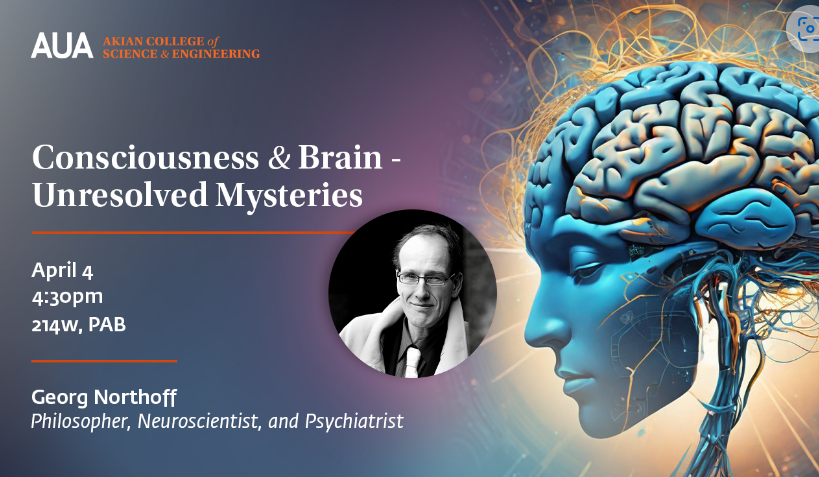 AUA AKIAN COLLEGE of
SCIENCE & ENGINEERING
Consciousness & Brain -
Unresolved Mysteries
April 4
4:30pm
214w, PAB
Georg Northoff
Philosopher, Neuroscientist, and Psychiatrist